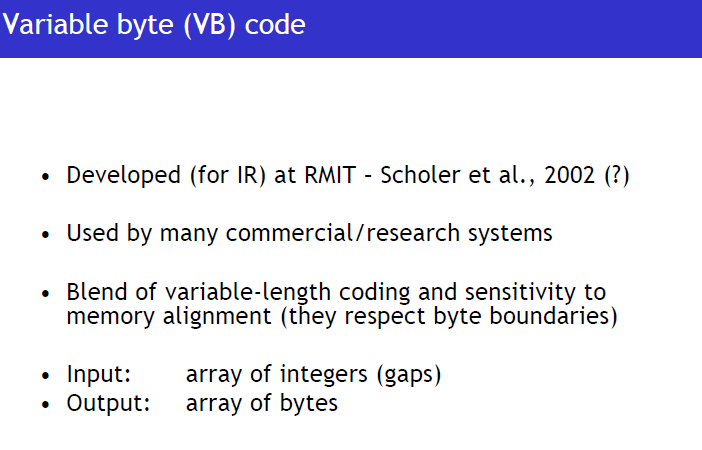 Variable byte (VB) code
• Developed (for IR) at RMIT – Scholer et al., 2002 (?)
• Used by many commercial/research systems
• Blend of variable-length coding and sensitivity to
memory alignment (they respect byte boundaries)
• Input: array of integers (gaps)
• Output: array of bytes